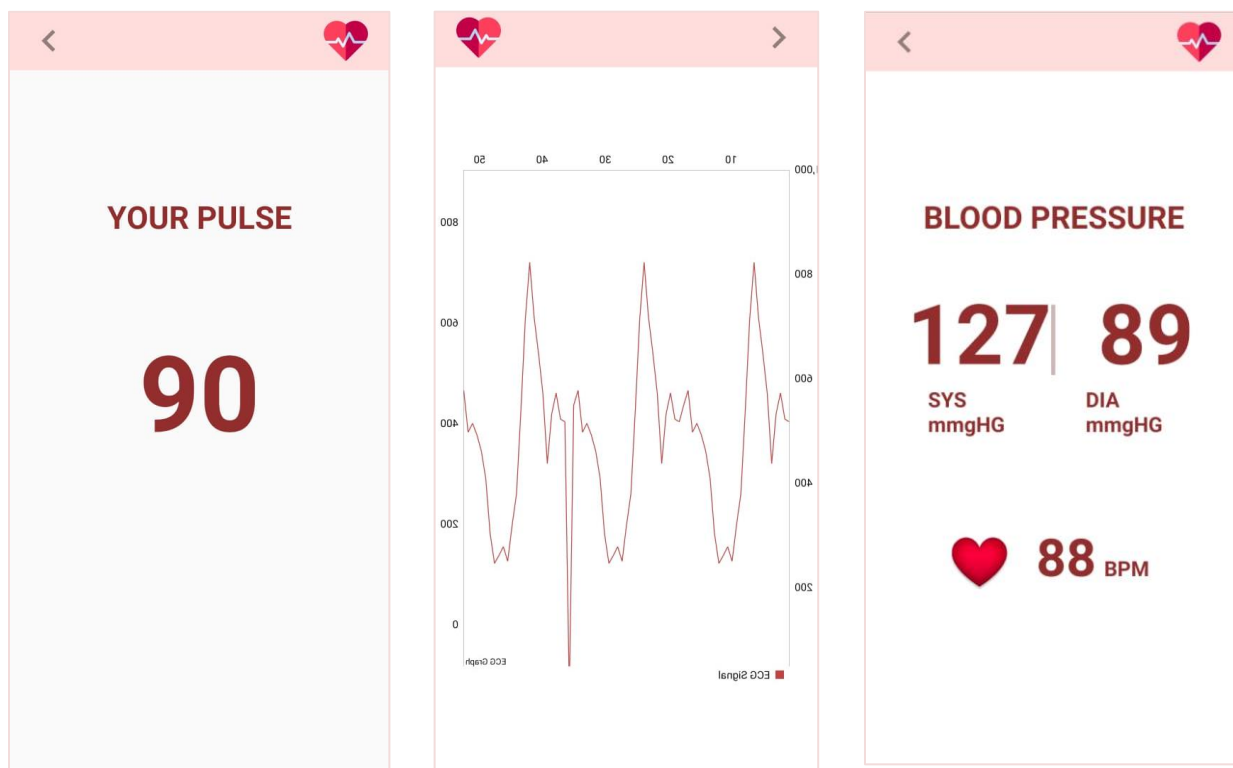 YOUR PULSE
90
50 40 30 20 10
1,000
800
600
400
200
0
800
600
400
200
ECG Graph
ECG Signal
BLOOD PRESSURE
127 | 89
SYS DIA
mmgHG mmgHG
88 BPM